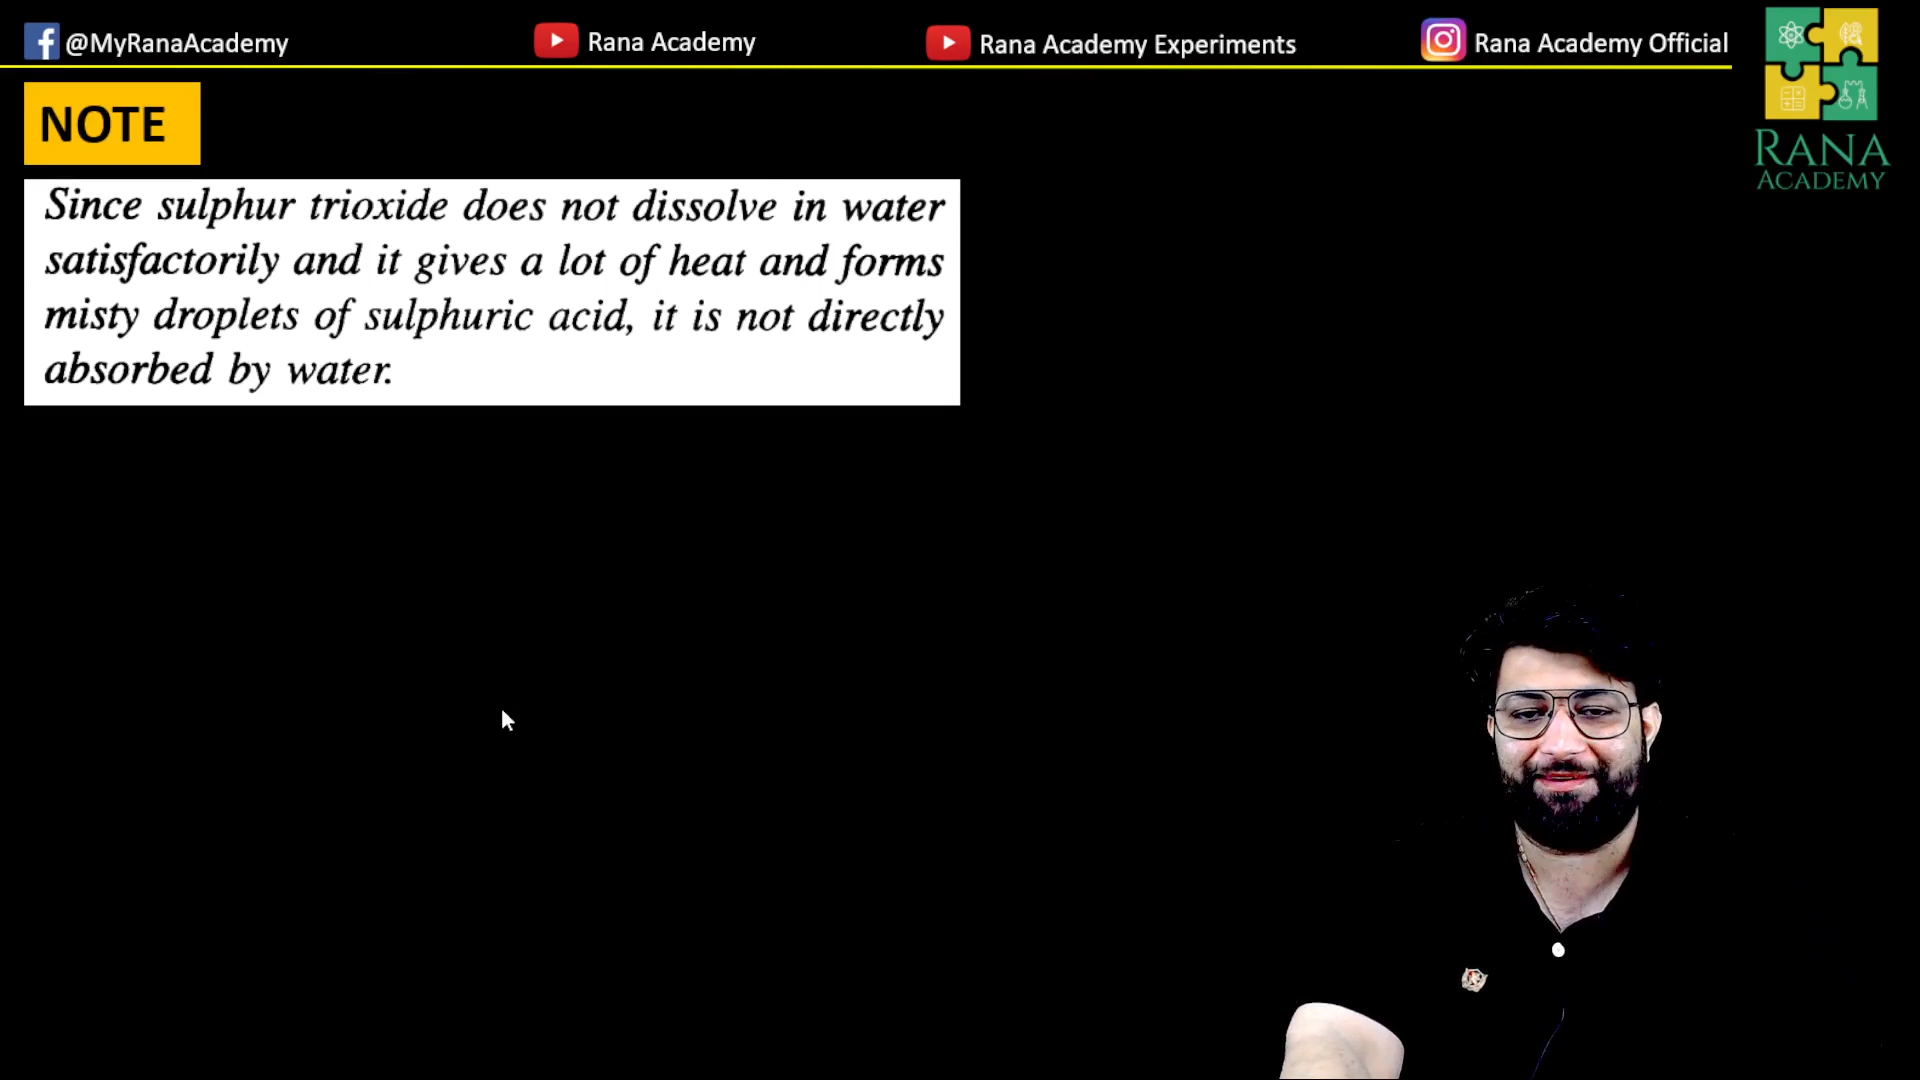 @MyRanaAcademy
Rana Academy
Rana Academy Experiments
Rana Academy Official
RANA
ACADEMY
NOTE
Since sulphur trioxide does not dissolve in water
satisfactorily and it gives a lot of heat and forms
misty droplets of sulphuric acid, it is not directly
absorbed by water.